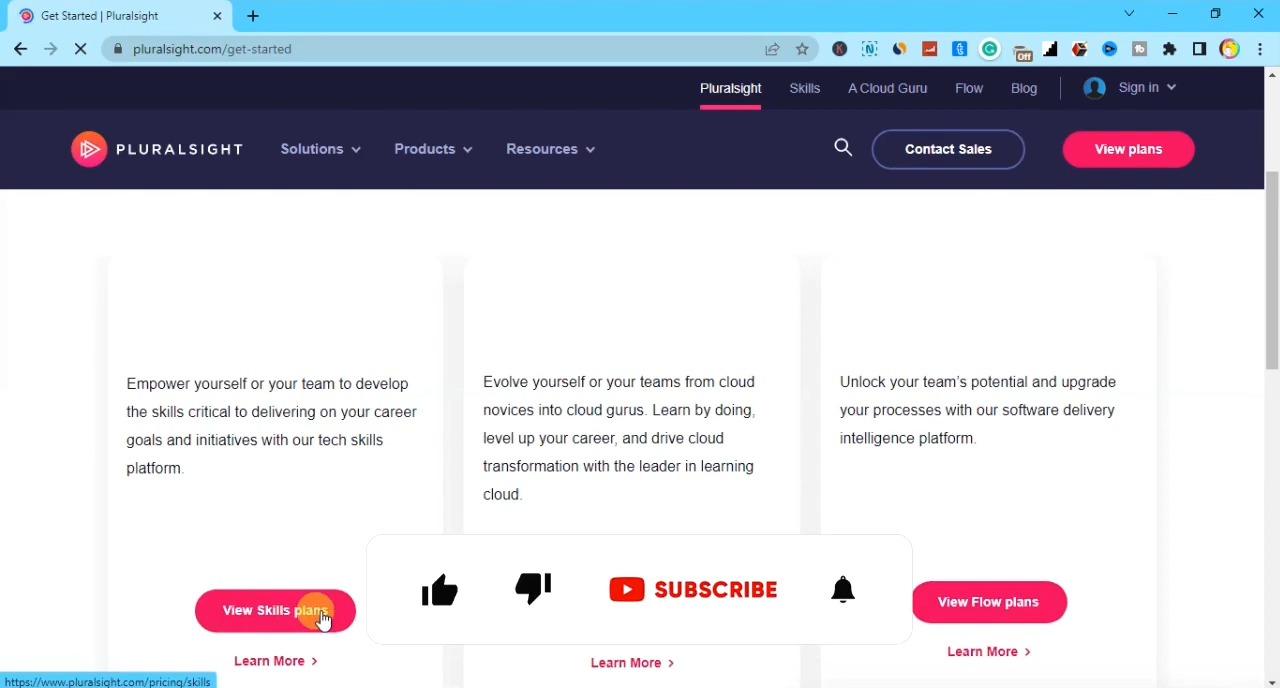 Get Started | Pluralsight
pluralsight.com/get-started
Off
Pluralsight Skills A Cloud Guru Flow Blog Sign in
PLURALSIGHT Solutions Products Resources Contact Sales View plans
Empower yourself or your team to develop
the skills critical to delivering on your career
goals and initiatives with our tech skills
platform.
View Skills plans
Learn More >
Evolve yourself or your teams from cloud
novices into cloud gurus. Learn by doing,
level up your career, and drive cloud
transformation with the leader in learning
cloud.
Learn More >
Unlock your team's potential and upgrade
your processes with our software delivery
intelligence platform.
View Flow plans
Learn More >
SUBSCRIBE
https://www.pluralsight.com/pricing/skills